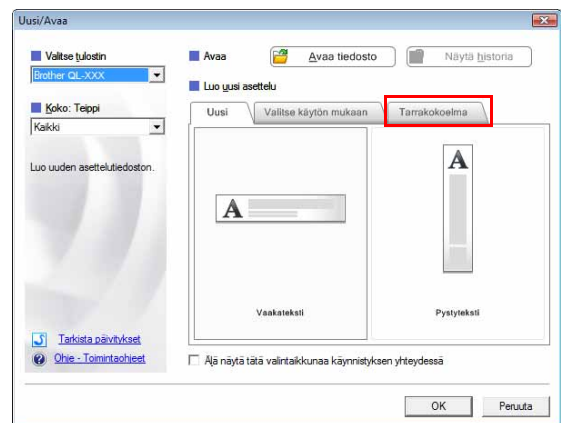 Uusi/Avaa
Valitse tulostin
Brother QL-XXX
Koko: Teippi
Kaikki
Luo uuden asettelutiedoston.
Tarkista päivitykset
Ohje - Toimintaohjeet
Avaa
Avaa tiedosto
Näytä historia
Luo uusi asettelu
Uusi
Valitse käytön mukaan
Tarrakokoelma
A
A
Vaakateksti
Pystyteksti
Älä näytä tätä valintaikkunaa käynnistyksen yhteydessä
OK
Peruuta